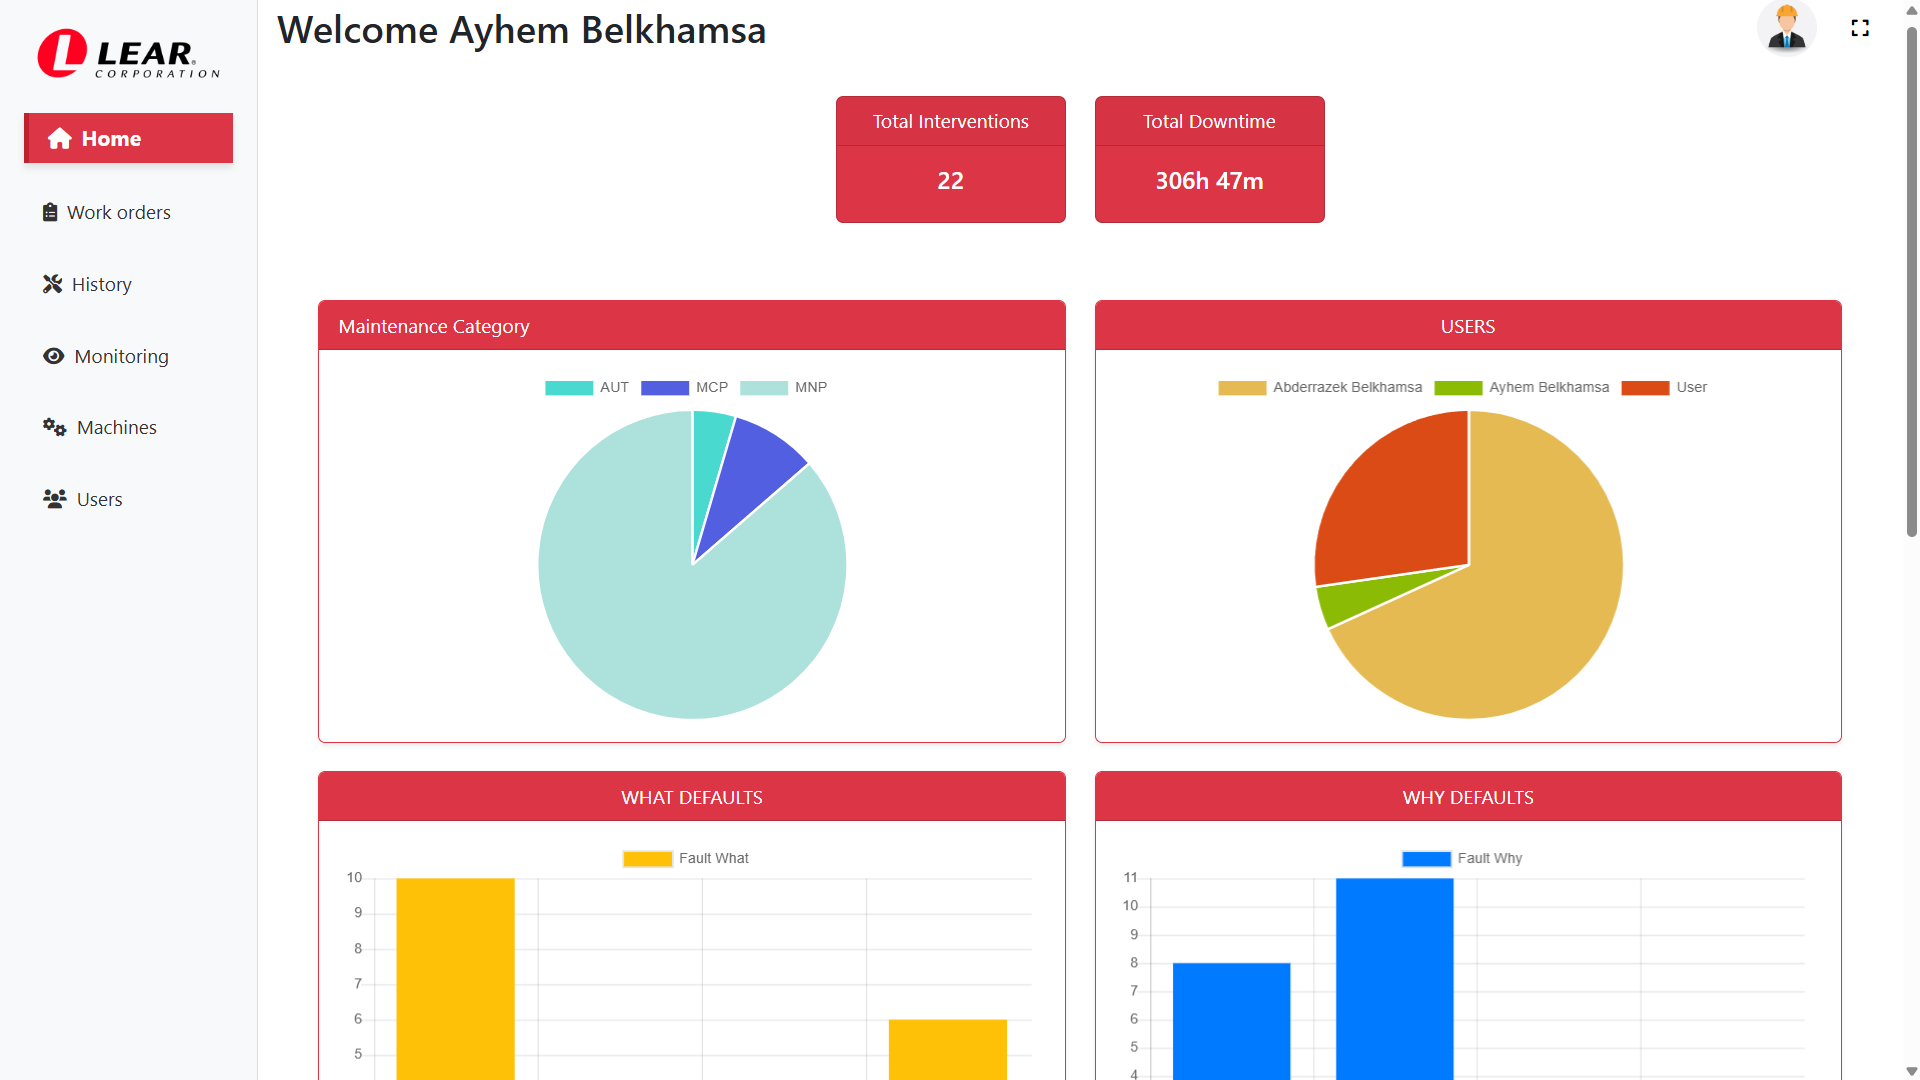 LEAR
CORPORATION
Home
Work orders
History
Monitoring
Machines
Users
Welcome Ayhem Belkhamsa
Total Interventions
22
Total Downtime
306h 47m
Maintenance Category
AUT MCP MNP
USERS
Abderrazek Belkhamsa Ayhem Belkhamsa User
WHAT DEFAULTS
Fault What
10
9
8
7
6
5
WHY DEFAULTS
Fault Why
11
10
9
8
7
6
5
4